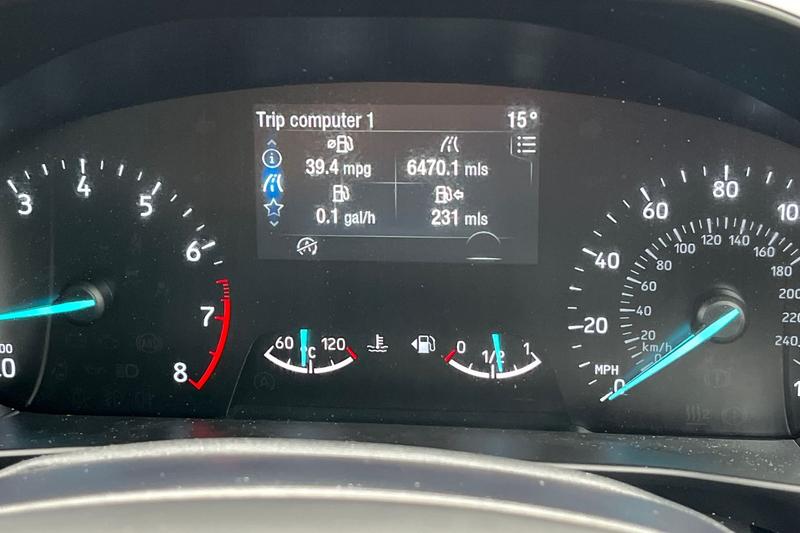 Trip computer 1 15°
39.4 mpg 6470.1 mls
0.1 gal/h 231 mls
3 4 5 6 7 8
60 °C 120
0 1/2 1
MPH 0 20 40 60 80
km/h 0 20 40 60 80 100 120 140 160 180 200 240